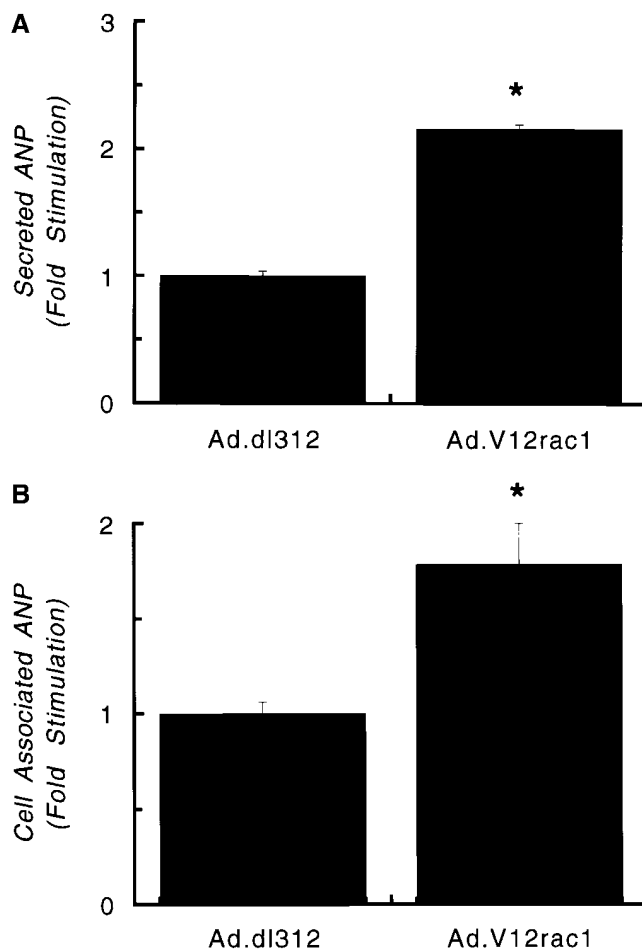 A
Secreted ANP
(Fold Stimulation)
3
2
1
0
*
Ad.dl312
Ad.V12rac1
B
Cell Associated ANP
(Fold Stimulation)
2
1
0
*
Ad.dl312
Ad.V12rac1